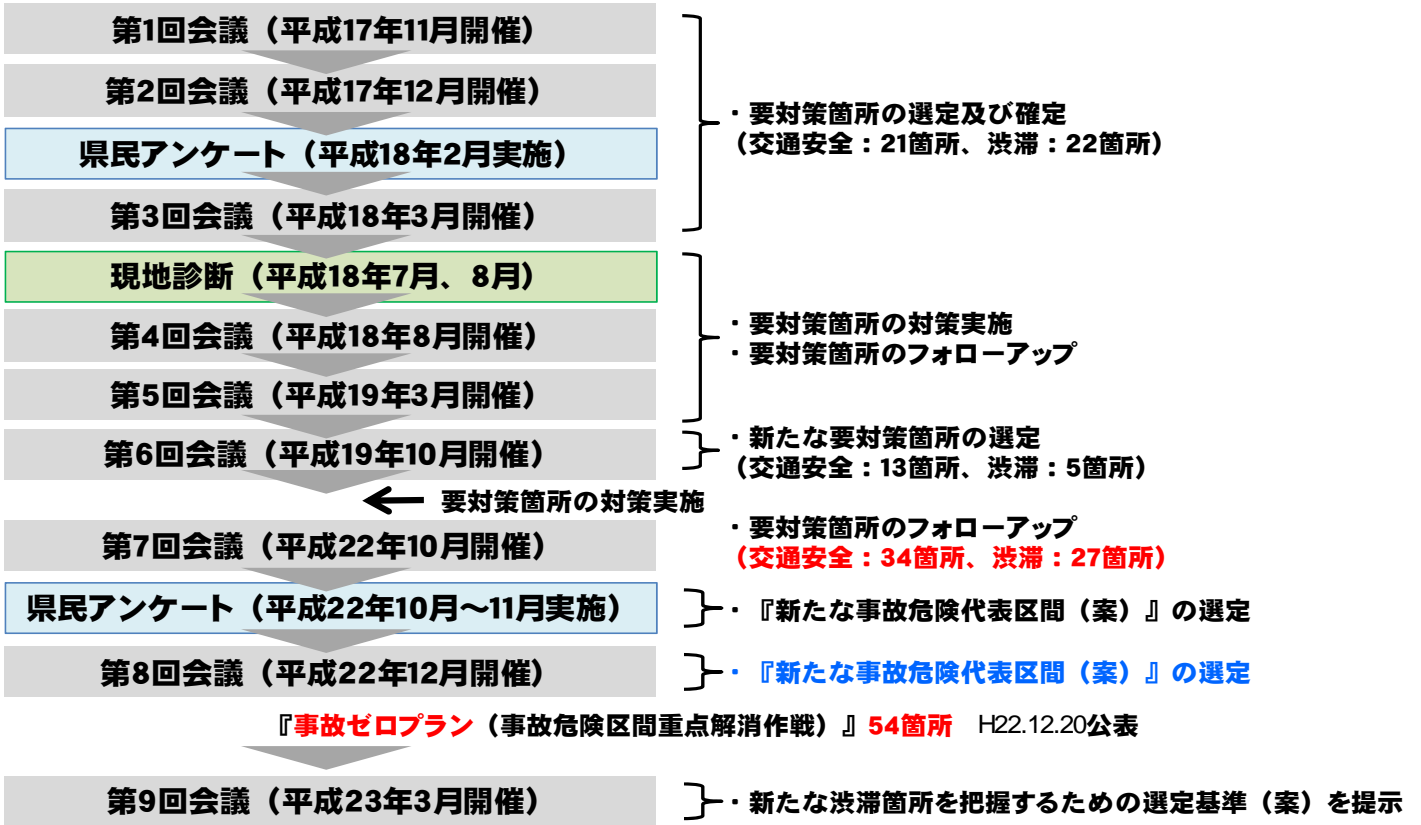 第1回会議（平成17年11月開催）
第2回会議（平成17年12月開催）
県民アンケート（平成18年2月実施）
第3回会議（平成18年3月開催）
・要対策箇所の選定及び確定
（交通安全：21箇所、渋滞：22箇所）
現地診断（平成18年7月、8月）
第4回会議（平成18年8月開催）
第5回会議（平成19年3月開催）
・要対策箇所の対策実施
・要対策箇所のフォローアップ
第6回会議（平成19年10月開催）
・新たな要対策箇所の選定
（交通安全：13箇所、渋滞：5箇所）
要対策箇所の対策実施
第7回会議（平成22年10月開催）
・要対策箇所のフォローアップ
（交通安全：34箇所、渋滞：27箇所）
県民アンケート（平成22年10月～11月実施）
・『新たな事故危険代表区間（案）』の選定
第8回会議（平成22年12月開催）
・『新たな事故危険代表区間（案）』の選定
『事故ゼロプラン（事故危険区間重点解消作戦）』54箇所　H22.12.20公表
第9回会議（平成23年3月開催）
・新たな渋滞箇所を把握するための選定基準（案）を提示